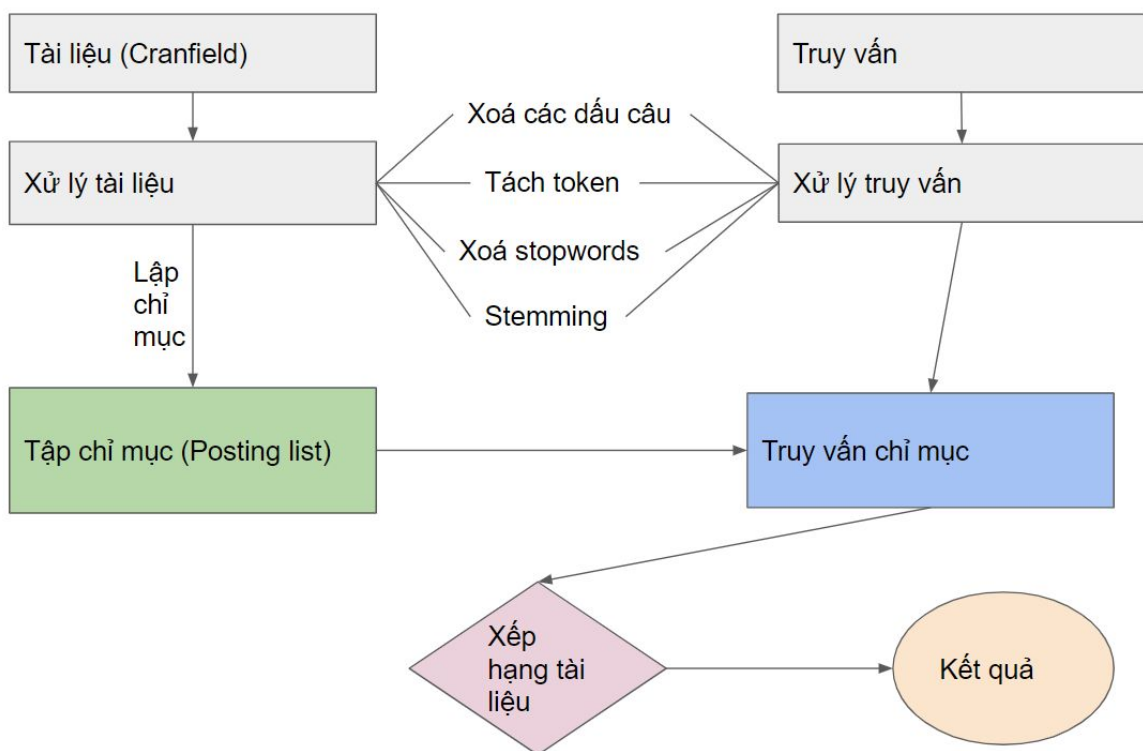 Tài liệu (Cranfield)
Truy vấn
Xoá các dấu câu
Xử lý tài liệu
Tách token
Xử lý truy vấn
Xoá stopwords
Lập
chỉ
mục
Stemming
Tập chỉ mục (Posting list)
Truy vấn chỉ mục
Xếp
hạng tài
liệu
Kết quả